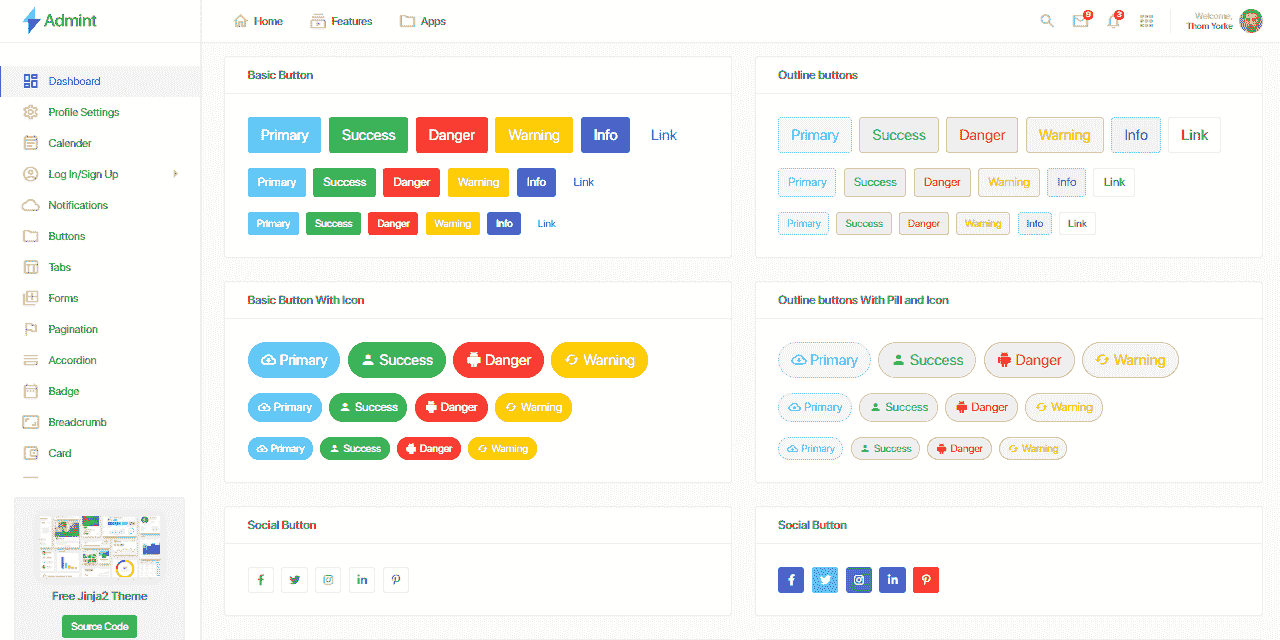 Admint
Home Features Apps
9 3
Welcome,
Thom Yorke
Dashboard
Profile Settings
Calender
Log In/Sign Up
Notifications
Buttons
Tabs
Forms
Pagination
Accordion
Badge
Breadcrumb
Card
Free Jinja2 Theme
Source Code
Basic Button
Primary Success Danger Warning Info Link
Primary Success Danger Warning Info Link
Primary Success Danger Warning Info Link
Outline buttons
Primary Success Danger Warning Info Link
Primary Success Danger Warning Info Link
Primary Success Danger Warning Info Link
Basic Button With Icon
Primary Success Danger Warning
Primary Success Danger Warning
Primary Success Danger Warning
Outline buttons With Pill and Icon
Primary Success Danger Warning
Primary Success Danger Warning
Primary Success Danger Warning
Social Button
Social Button